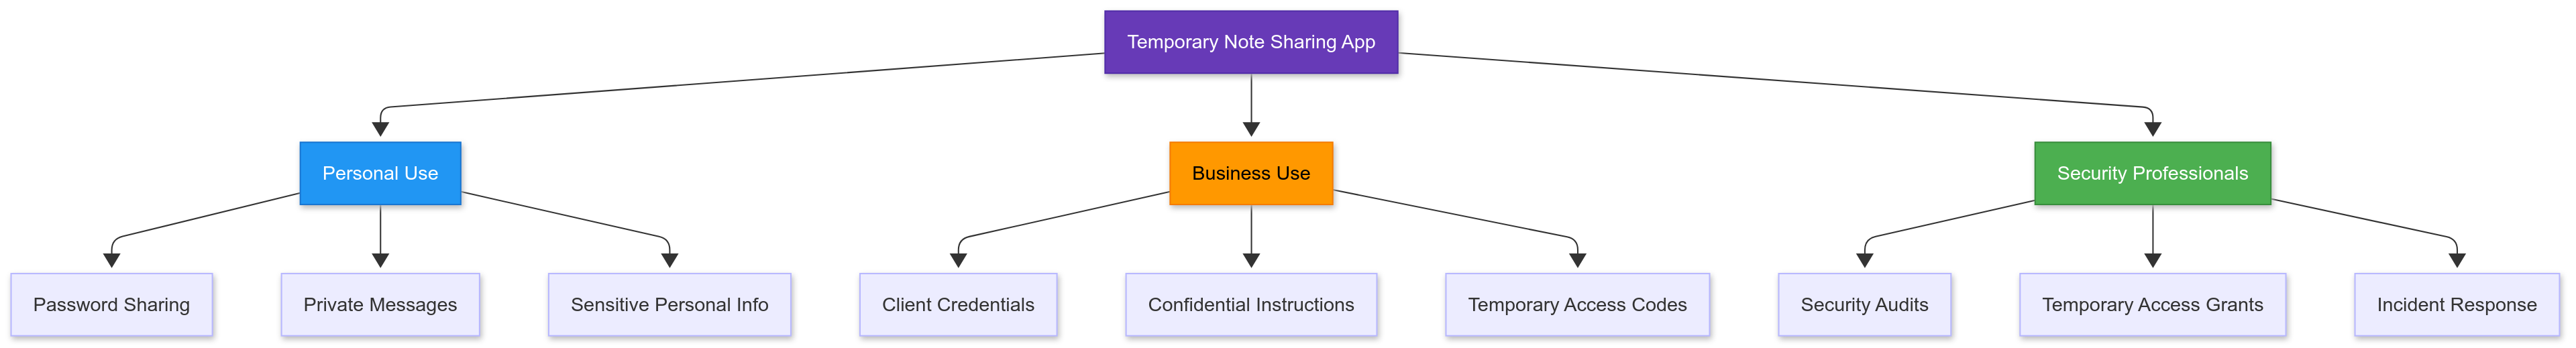 Temporary Note Sharing App
Personal Use
Business Use
Security Professionals
Password Sharing
Private Messages
Sensitive Personal Info
Client Credentials
Confidential Instructions
Temporary Access Codes
Security Audits
Temporary Access Grants
Incident Response